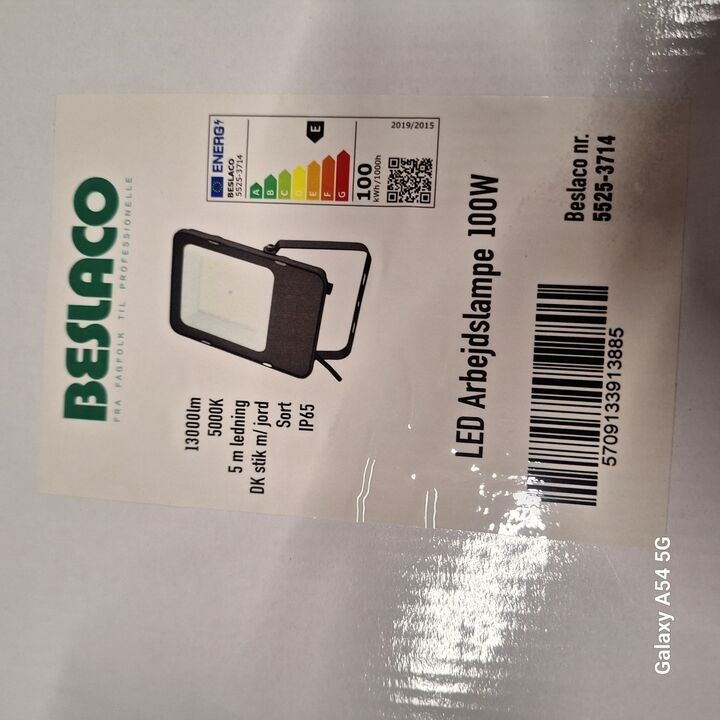 BESLACO
FRA FAGFOLK TIL PROFESSIONELLE
13000lm
5000K
5 m ledning
DK stik m/ jord
Sort
IP65
ENERG
BESLACO
5525-3714
A
B
C
D
E
F
G
E
100
kWh/1000h
2019/2015
LED Arbejdslampe 100W
Beslaco nr.
5525-3714
5709133913885
Galaxy A54 5G